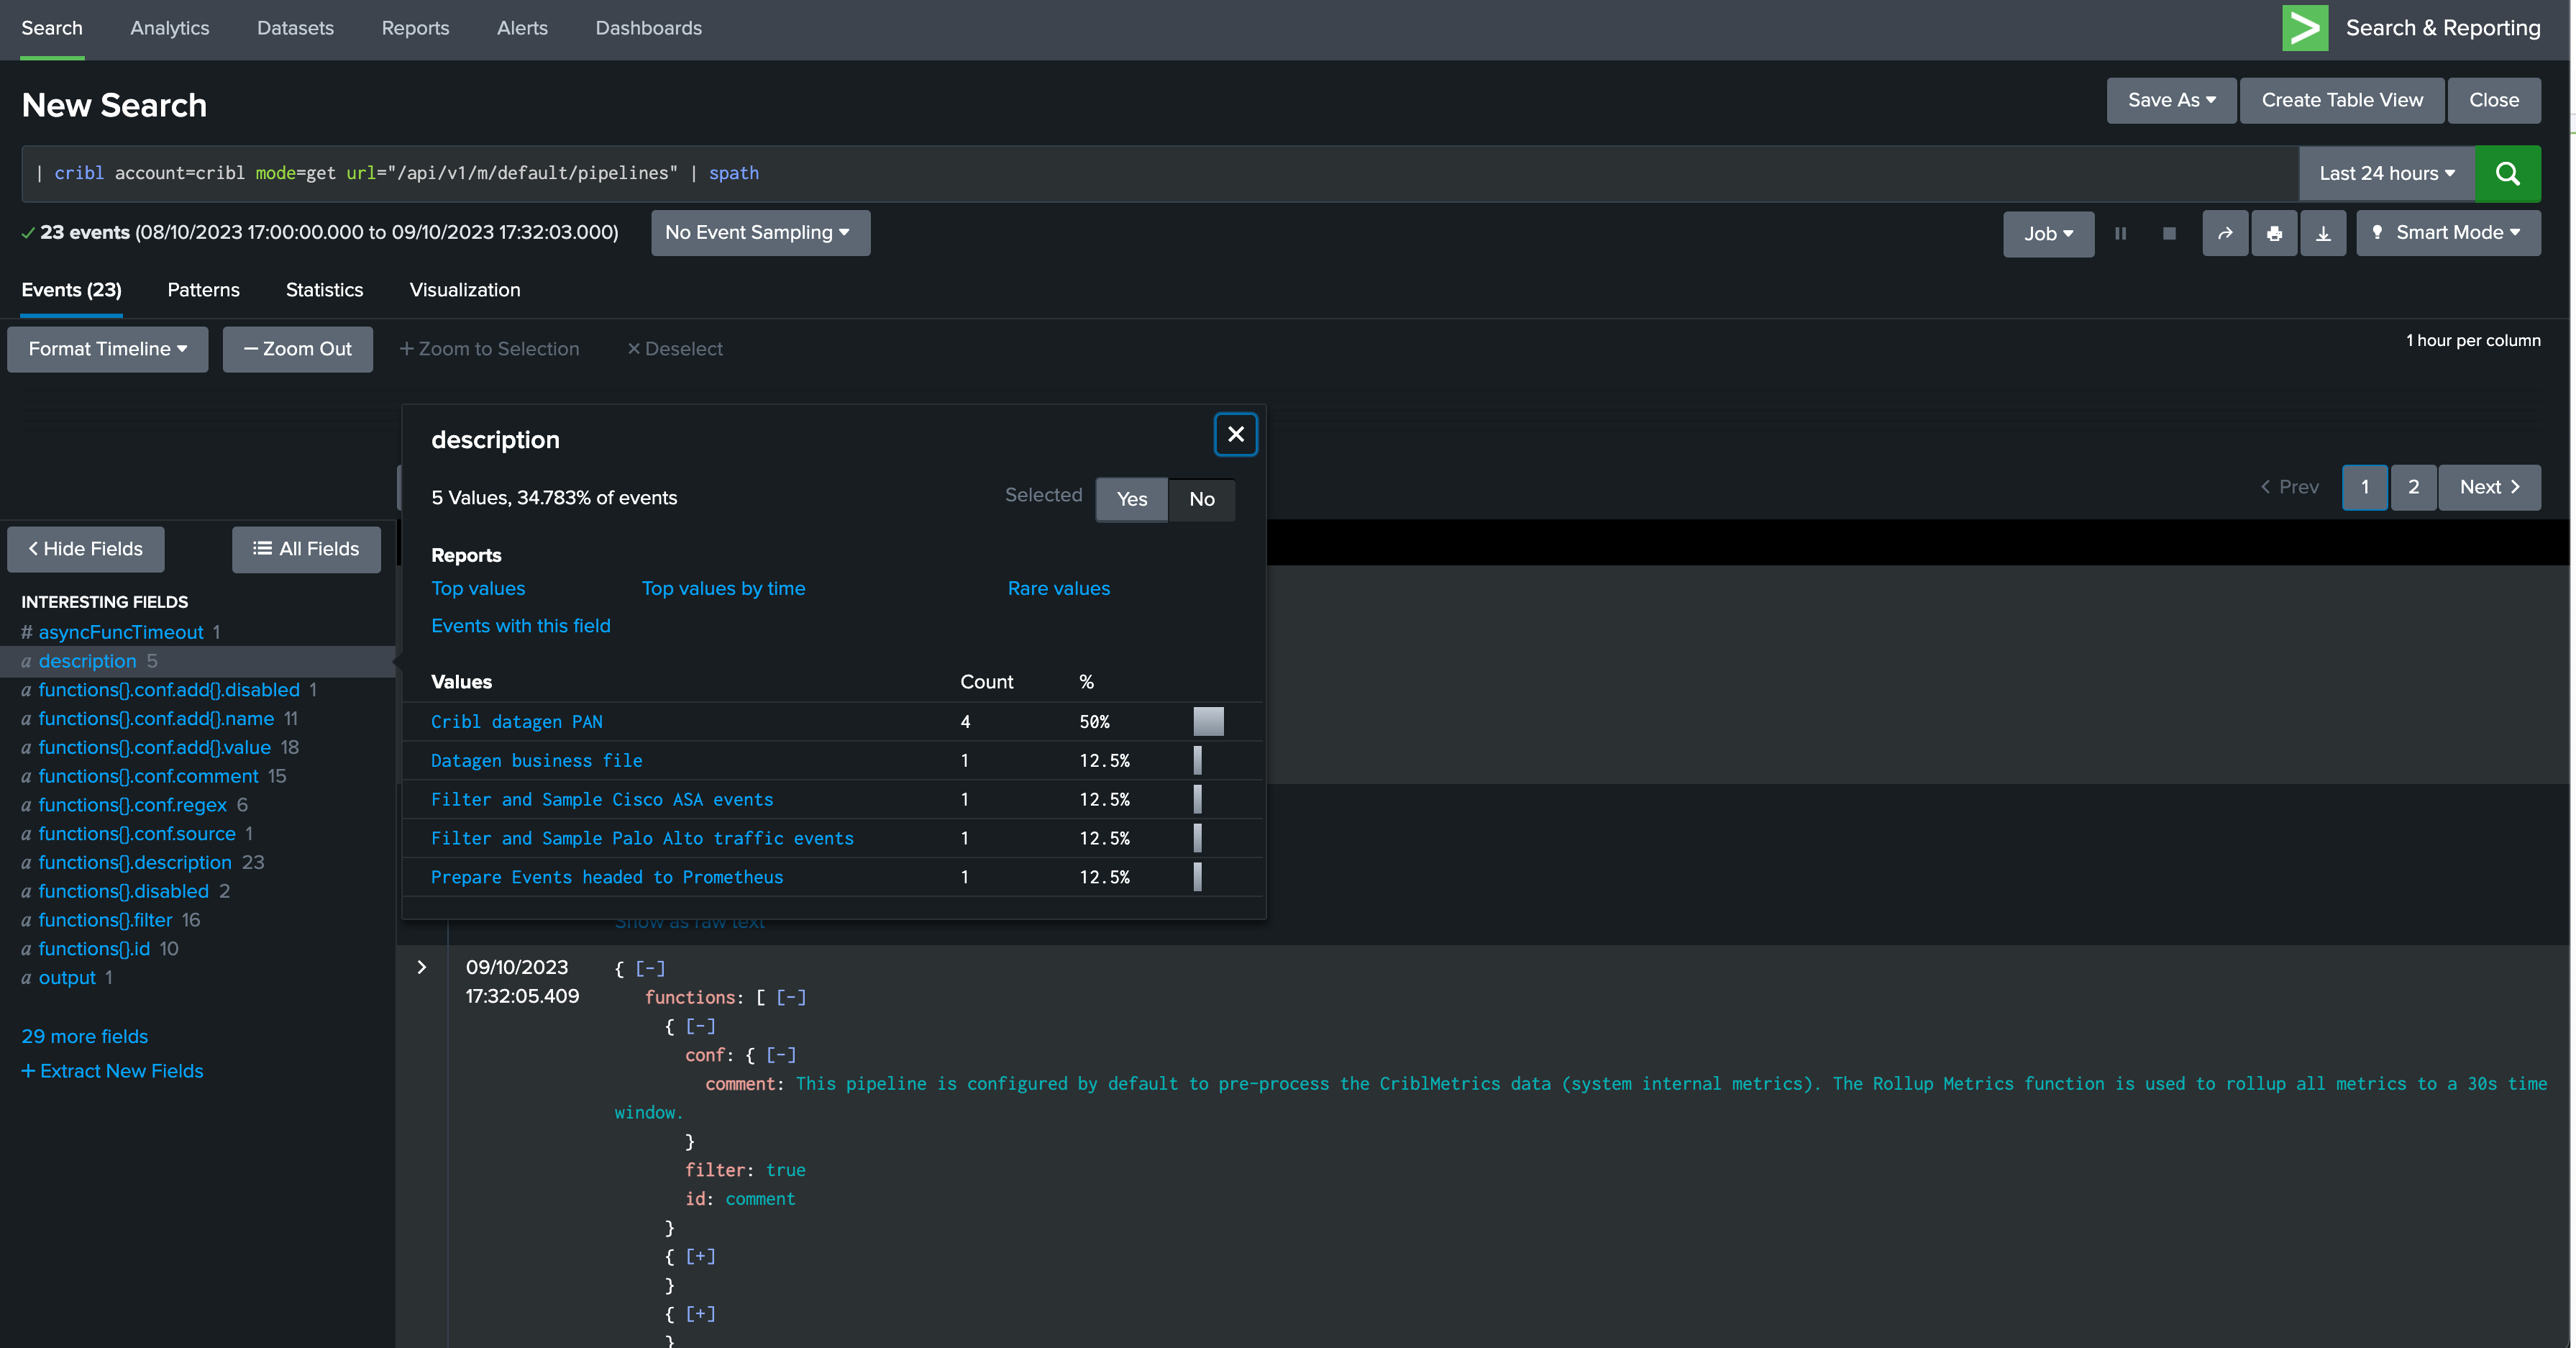 Search Analytics Datasets Reports Alerts Dashboards Search & Reporting
New Search
Save As Create Table View Close
| cribl account=cribl mode=get url="/api/v1/m/default/pipelines" | spath
Last 24 hours
23 events (08/10/2023 17:00:00.000 to 09/10/2023 17:32:03.000)
No Event Sampling
Job
Smart Mode
Events (23) Patterns Statistics Visualization
Format Timeline — Zoom Out + Zoom to Selection × Deselect
1 hour per column
description
5 Values, 34.783% of events
Selected Yes No
< Prev 1 2 Next >
Reports
Top values Top values by time Rare values
Events with this field
Values Count %
Cribl datagen PAN 4 50%
Datagen business file 1 12.5%
Filter and Sample Cisco ASA events 1 12.5%
Filter and Sample Palo Alto traffic events 1 12.5%
Prepare Events headed to Prometheus 1 12.5%
< Hide Fields All Fields
INTERESTING FIELDS
# asyncFuncTimeout 1
a description 5
a functions{}.conf.add{}.disabled 1
a functions{}.conf.add{}.name 11
a functions{}.conf.add{}.value 18
a functions{}.conf.comment 15
a functions{}.conf.regex 6
a functions{}.conf.source 1
a functions{}.description 23
a functions{}.disabled 2
a functions{}.filter 16
a functions{}.id 10
a output 1
29 more fields
+ Extract New Fields
Show as raw text
> 09/10/2023
17:32:05.409
{ [-]
functions: [ [-]
{ [-]
conf: { [-]
comment: This pipeline is configured by default to pre-process the CriblMetrics data (system internal metrics). The Rollup Metrics function is used to rollup all metrics to a 30s time
window.
}
filter: true
id: comment
}
{ [+]
}
{ [+]
}